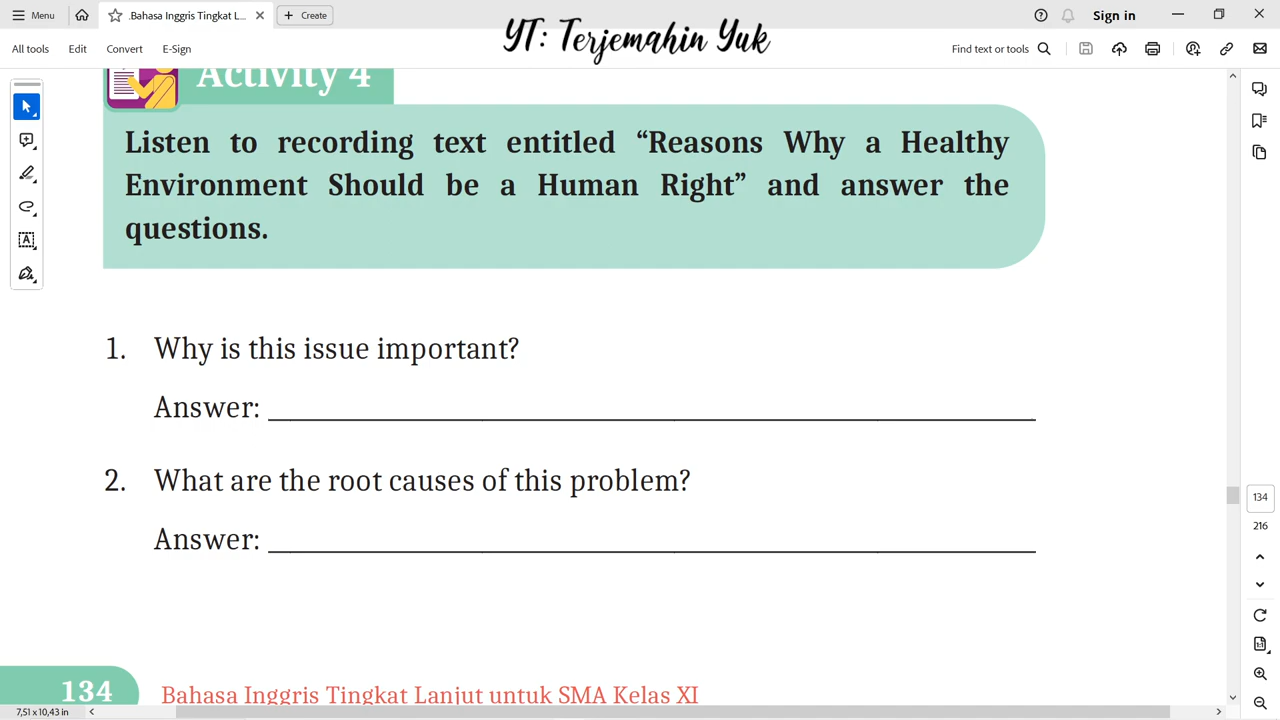 Menu
.Bahasa Inggris Tingkat L...
Create
Sign in
YT: Terjemahin Yuk
All tools Edit Convert E-Sign
Find text or tools
Activity 4
Listen to recording text entitled “Reasons Why a Healthy
Environment Should be a Human Right” and answer the
questions.
1. Why is this issue important?
Answer:
2. What are the root causes of this problem?
Answer:
134
216
134 Bahasa Inggris Tingkat Lanjut untuk SMA Kelas XI
7,51 x 10,43 in